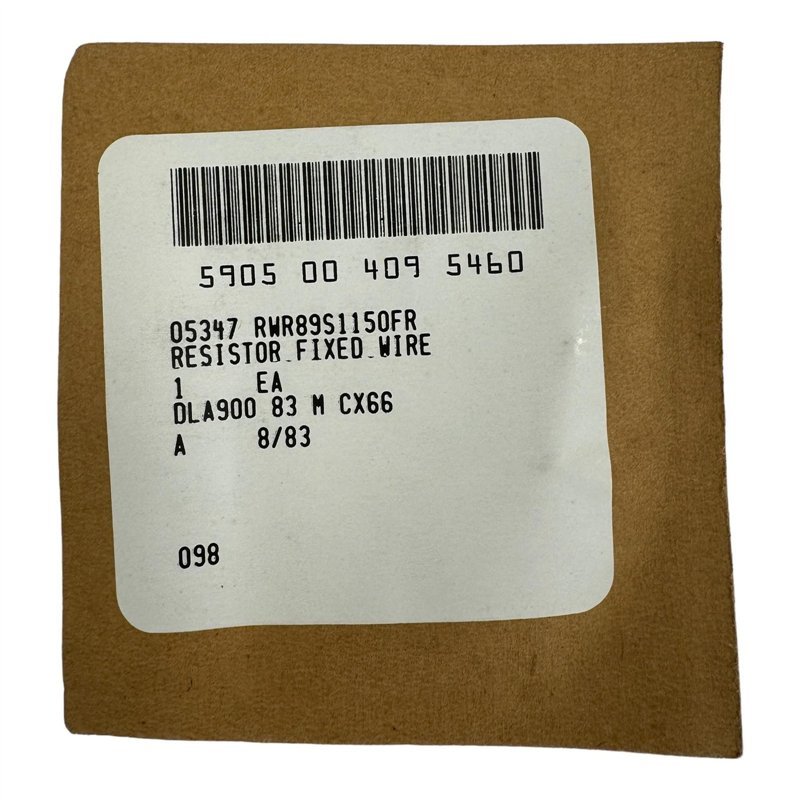 5905 00 409 5460
05347 RWR89S1150FR
RESISTOR.FIXED.WIRE
1 EA
DLA900 83 M CX66
A 8/83
098